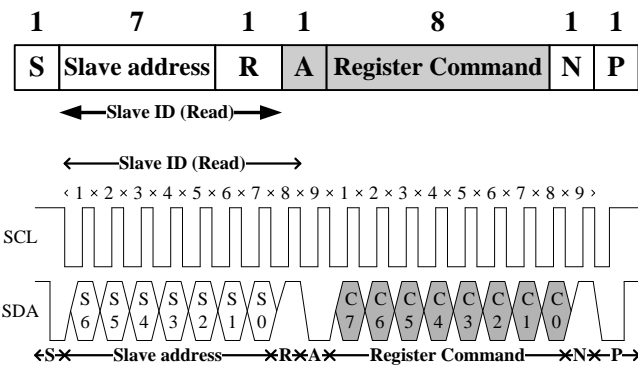 1 7 1 1 8 1 1
S Slave address R A Register Command N P
Slave ID (Read)
Slave ID (Read)
1 × 2 × 3 × 4 × 5 × 6 × 7 × 8 × 9 × 1 × 2 × 3 × 4 × 5 × 6 × 7 × 8 × 9
SCL
SDA
S S S S S S S C C C C C C C C
6 5 4 3 2 1 0 7 6 5 4 3 2 1 0
S Slave address R A Register Command N P